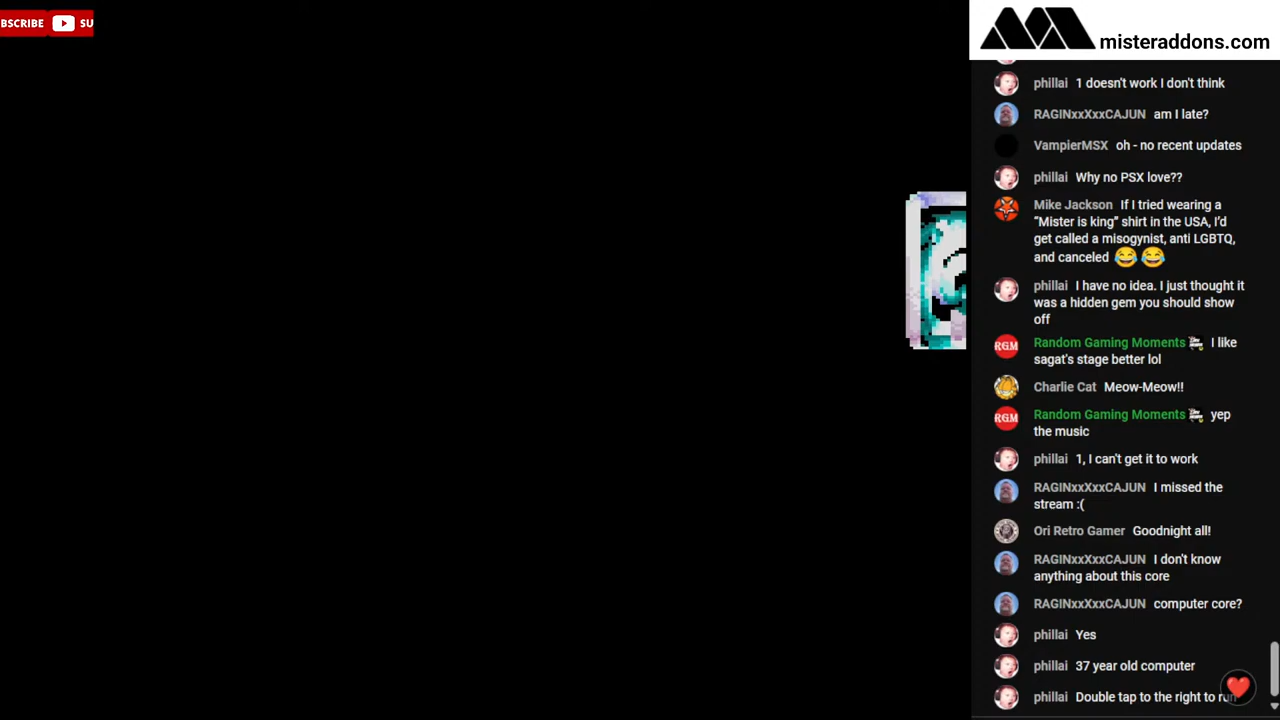 BSCRIBE SU
misteraddons.com
phillai 1 doesn't work I don't think
RAGINxxXxxCAJUN am I late?
VampierMSX oh - no recent updates
phillai Why no PSX love??
Mike Jackson If I tried wearing a
“Mister is king” shirt in the USA, I'd
get called a misogynist, anti LGBTQ,
and canceled 😂😂
phillai I have no idea. I just thought it
was a hidden gem you should show
off
RGM
Random Gaming Moments I like
sagat's stage better lol
Charlie Cat Meow-Meow!!
RGM
Random Gaming Moments yep
the music
phillai 1, I can't get it to work
RAGINxxXxxCAJUN I missed the
stream :(
Ori Retro Gamer Goodnight all!
RAGINxxXxxCAJUN I don't know
anything about this core
RAGINxxXxxCAJUN computer core?
phillai Yes
phillai 37 year old computer
phillai Double tap to the right to run